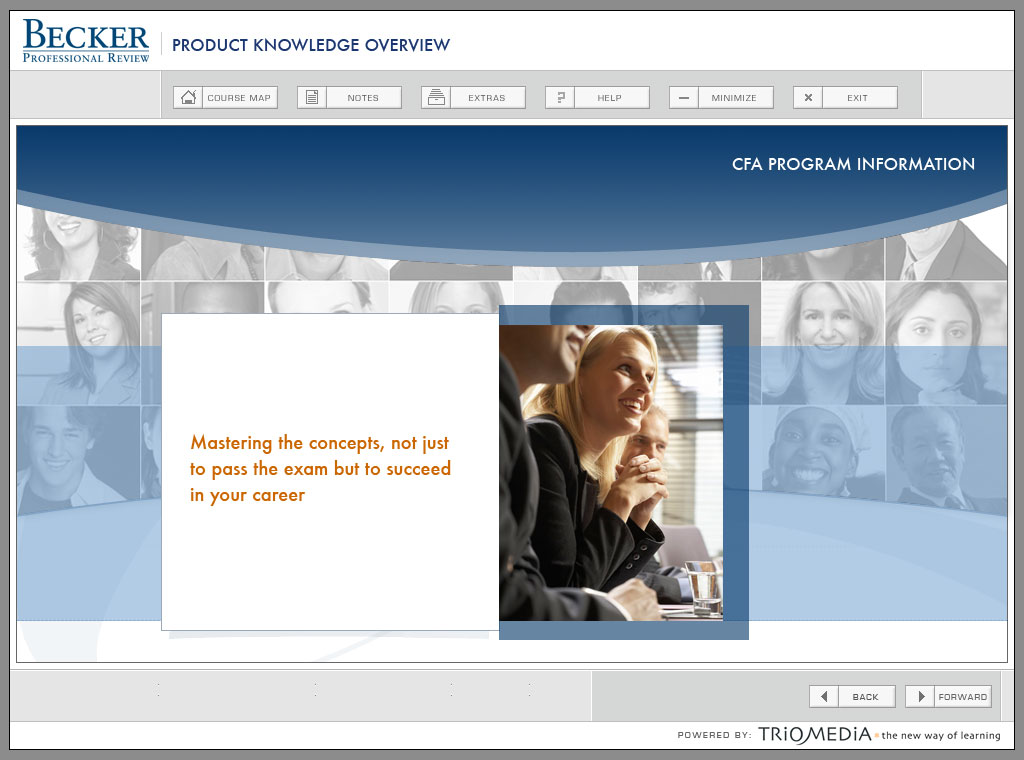 BECKER
PROFESSIONAL REVIEW
PRODUCT KNOWLEDGE OVERVIEW
COURSE MAP
NOTES
EXTRAS
HELP
MINIMIZE
EXIT
CFA PROGRAM INFORMATION
Mastering the concepts, not just
to pass the exam but to succeed
in your career
BACK
FORWARD
POWERED BY: TRIOMEDIA the new way of learning